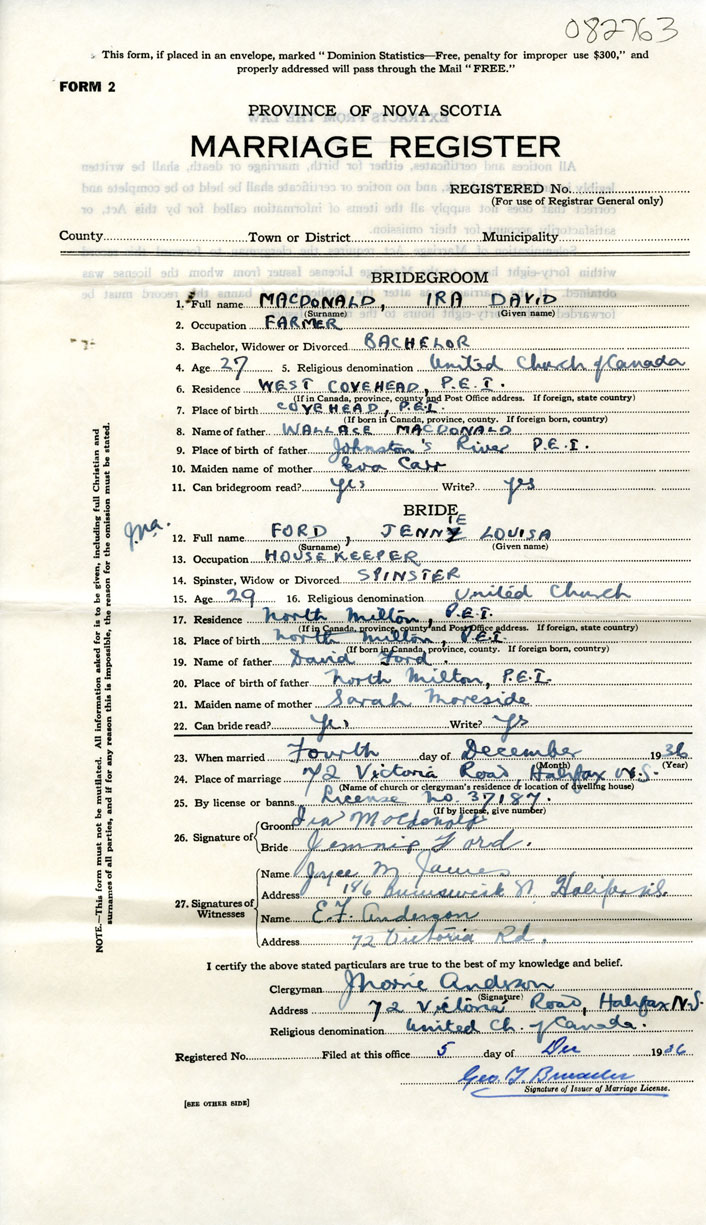 082763
This form, if placed in an envelope, marked "Dominion Statistics—Free, penalty for improper use $300," and
properly addressed will pass through the Mail "FREE."
FORM 2
PROVINCE OF NOVA SCOTIA
MARRIAGE REGISTER
REGISTERED No.
(For use of Registrar General only)
County Town or District Municipality
BRIDEGROOM
1. Full name MACDONALD, IRA DAVID
(Surname) (Given name)
2. Occupation FARMER
3. Bachelor, Widower or Divorced BACHELOR
4. Age 27 5. Religious denomination United Church of Canada
6. Residence WEST COVEHEAD, P.E.I.
(If in Canada, province, county and Post Office address. If foreign, state country)
7. Place of birth COVEHEAD, P.E.I.
(If born in Canada, province, county. If foreign born, country)
8. Name of father WALLACE MACDONALD
9. Place of birth of father Johnston's River P.E.I.
10. Maiden name of mother Eva Carr
11. Can bridegroom read? Yes Write? Yes
BRIDE
12. Full name FORD, JENNIE LOUISA
(Surname) (Given name)
13. Occupation HOUSEKEEPER
14. Spinster, Widow or Divorced SPINSTER
15. Age 29 16. Religious denomination United Church
17. Residence North Milton, P.E.I.
(If in Canada, province, county and Post Office address. If foreign, state country)
18. Place of birth North Milton, P.E.I.
(If born in Canada, province, county. If foreign born, country)
19. Name of father David Ford.
20. Place of birth of father North Milton, P.E.I.
21. Maiden name of mother Sarah Moreside
22. Can bride read? Yes Write? Yes
23. When married Fourth day of December 1936
(Month) (Year)
24. Place of marriage 72 Victoria Road, Halifax N.S.
(Name of church or clergyman's residence or location of dwelling house)
25. By license or banns License No. 37187.
(If by license, give number)
26. Signature of
Groom Ira MacDonald
Bride Jennie Ford.
27. Signatures of Witnesses
Name Joyce M James
Address 146 Brunswick St. Halifax N.S.
Name E.F. Anderson
Address 72 Victoria Rd.
I certify the above stated particulars are true to the best of my knowledge and belief.
Clergyman Anderson
(Signature)
Address 72 Victoria Road, Halifax N.S.
Religious denomination United Ch. of Canada.
Registered No. Filed at this office 5 day of Dec 1936
Geo. T.
Signature of Issuer of Marriage License.
[SEE OTHER SIDE]
NOTE.—This form must not be mutilated. All information asked for is to be given, including full Christian and
surnames of all parties, and if for any reason this is impossible, the reason for the omission must be stated.